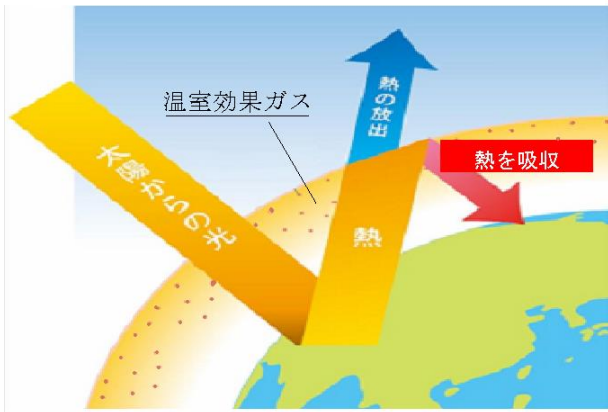 温室効果ガス
熱の放出
熱を吸収
太陽からの光
熱